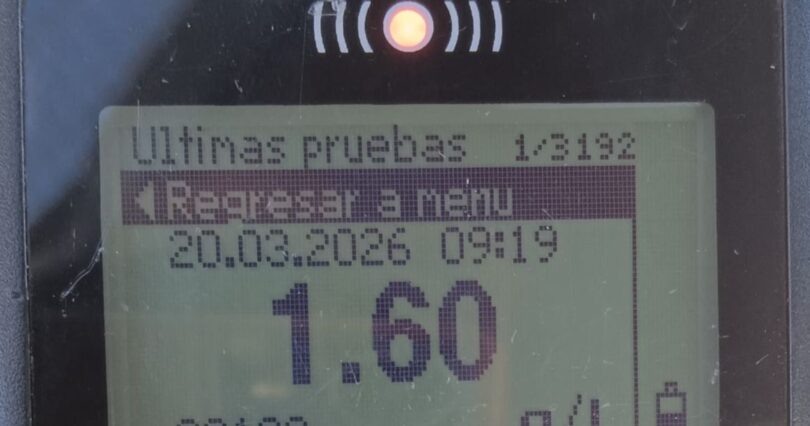 Ultimas pruebas 1/3192
Regresar a menu
20.03.2026 09:19
1.60
g/l